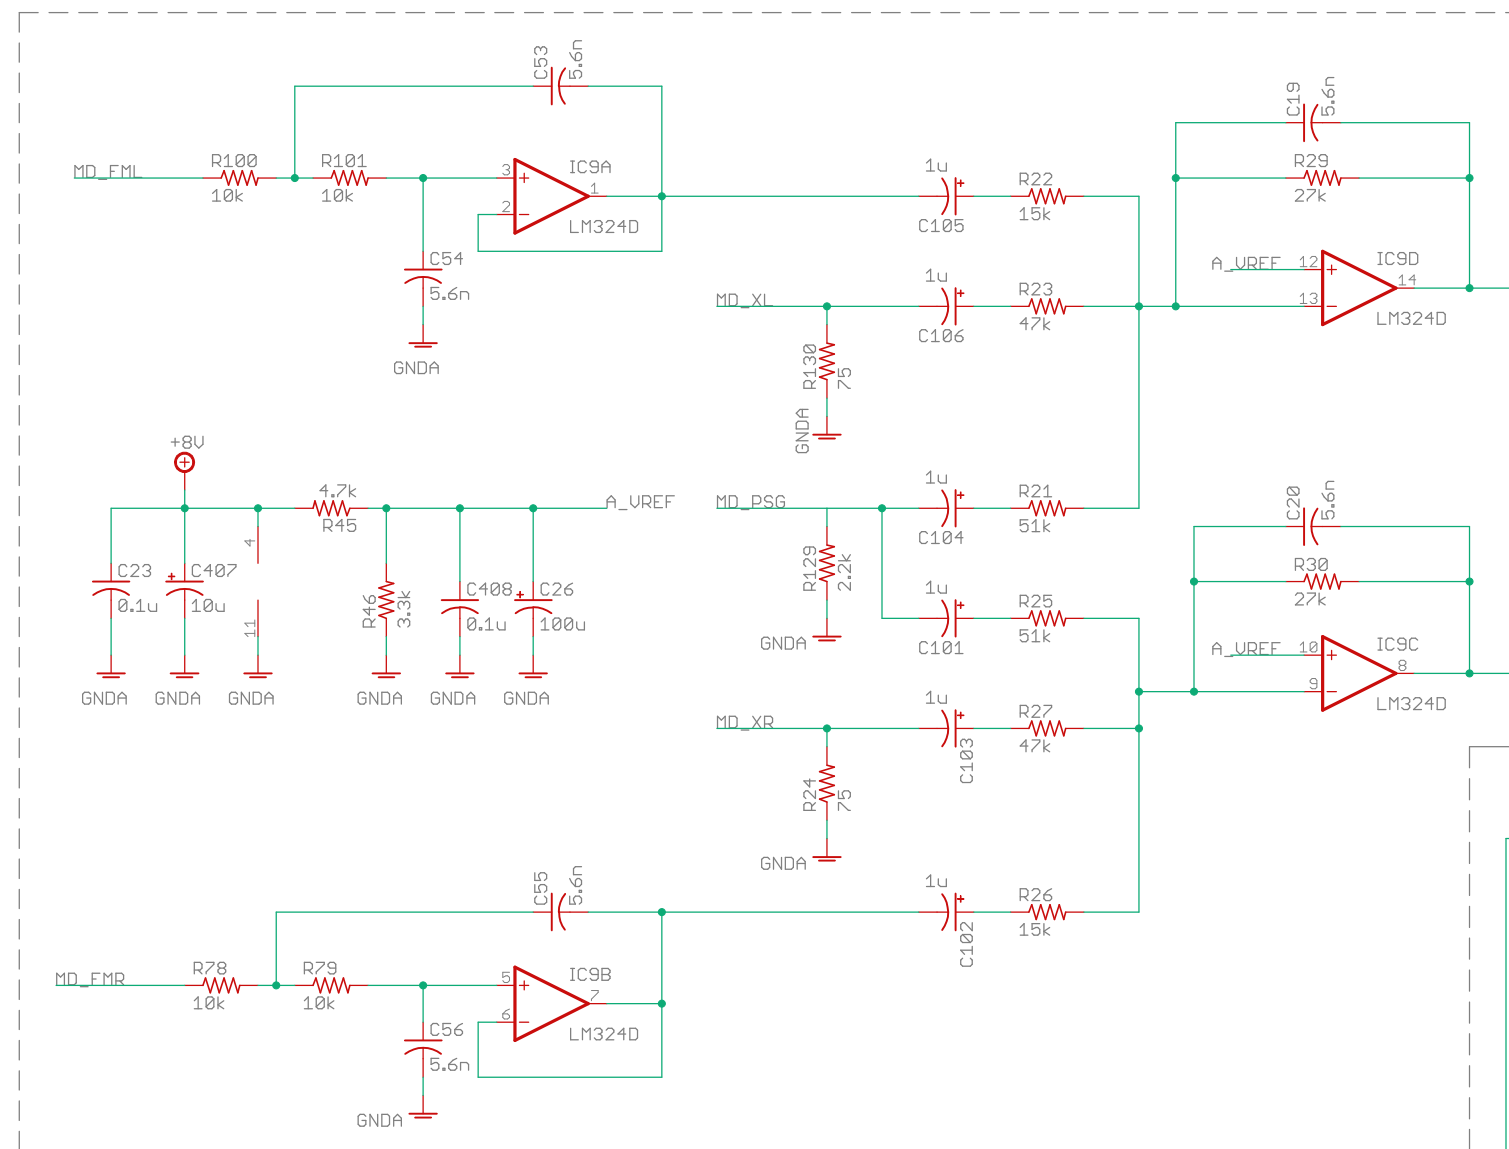 C53
5.6n
MD_FML
R100
10k
R101
10k
3
2
1
IC9A
LM324D
C54
5.6n
GNDA
1u
C105
R22
15k
C19
5.6n
R29
27k
A_VREF
12
13
14
IC9D
LM324D
MD_XL
1u
C106
R23
47k
R130
75
GNDA
+8V
4.7k
R45
A_VREF
4
11
C23
0.1u
C407
10u
R46
3.3k
C408
0.1u
C26
100u
GNDA
GNDA
GNDA
GNDA
GNDA
GNDA
MD_PSG
1u
C104
R21
51k
R129
2.2k
GNDA
1u
C101
R25
51k
C20
5.6n
R30
27k
A_VREF
10
9
8
IC9C
LM324D
MD_XR
1u
C103
R27
47k
R24
75
GNDA
C55
5.6n
1u
C102
R26
15k
MD_FMR
R78
10k
R79
10k
5
6
7
IC9B
LM324D
C56
5.6n
GNDA